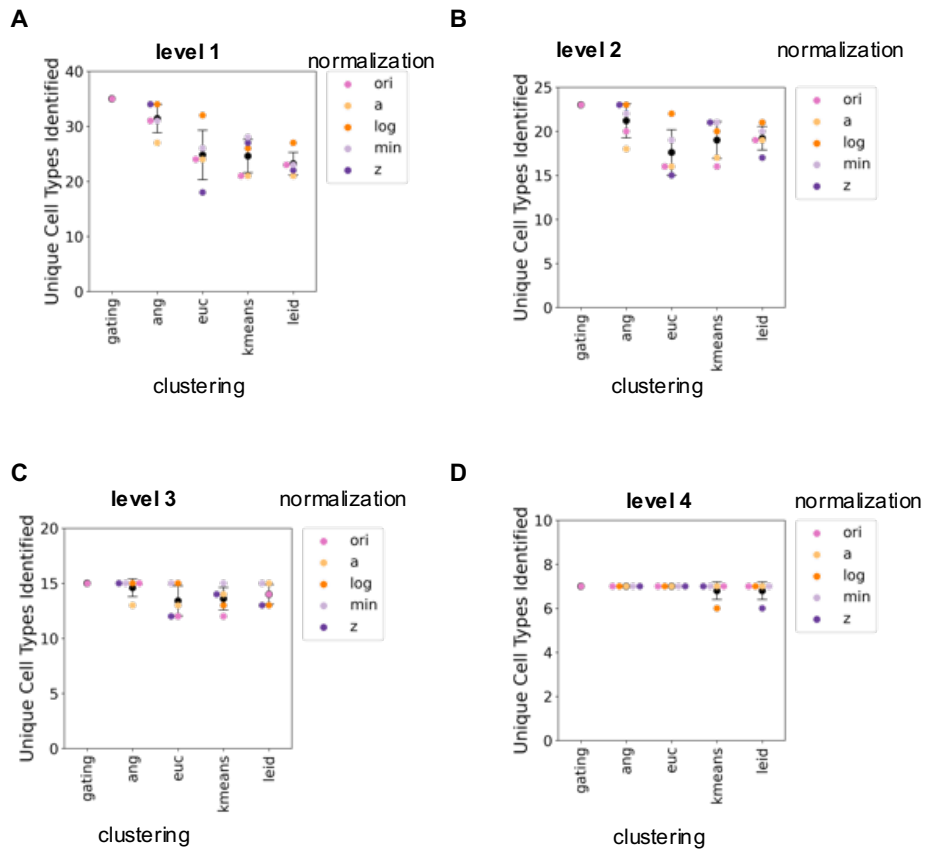 A
level 1
normalization
Unique Cell Types Identified
40
30
20
10
0
gating
ang
euc
kmeans
leid
clustering
ori
a
log
min
z
B
level 2
normalization
Unique Cell Types Identified
25
20
15
10
5
0
gating
ang
euc
kmeans
leid
clustering
ori
a
log
min
z
C
level 3
normalization
Unique Cell Types Identified
20
15
10
5
0
gating
ang
euc
kmeans
leid
clustering
ori
a
log
min
z
D
level 4
normalization
Unique Cell Types Identified
10
8
6
4
2
0
gating
ang
euc
kmeans
leid
clustering
ori
a
log
min
z